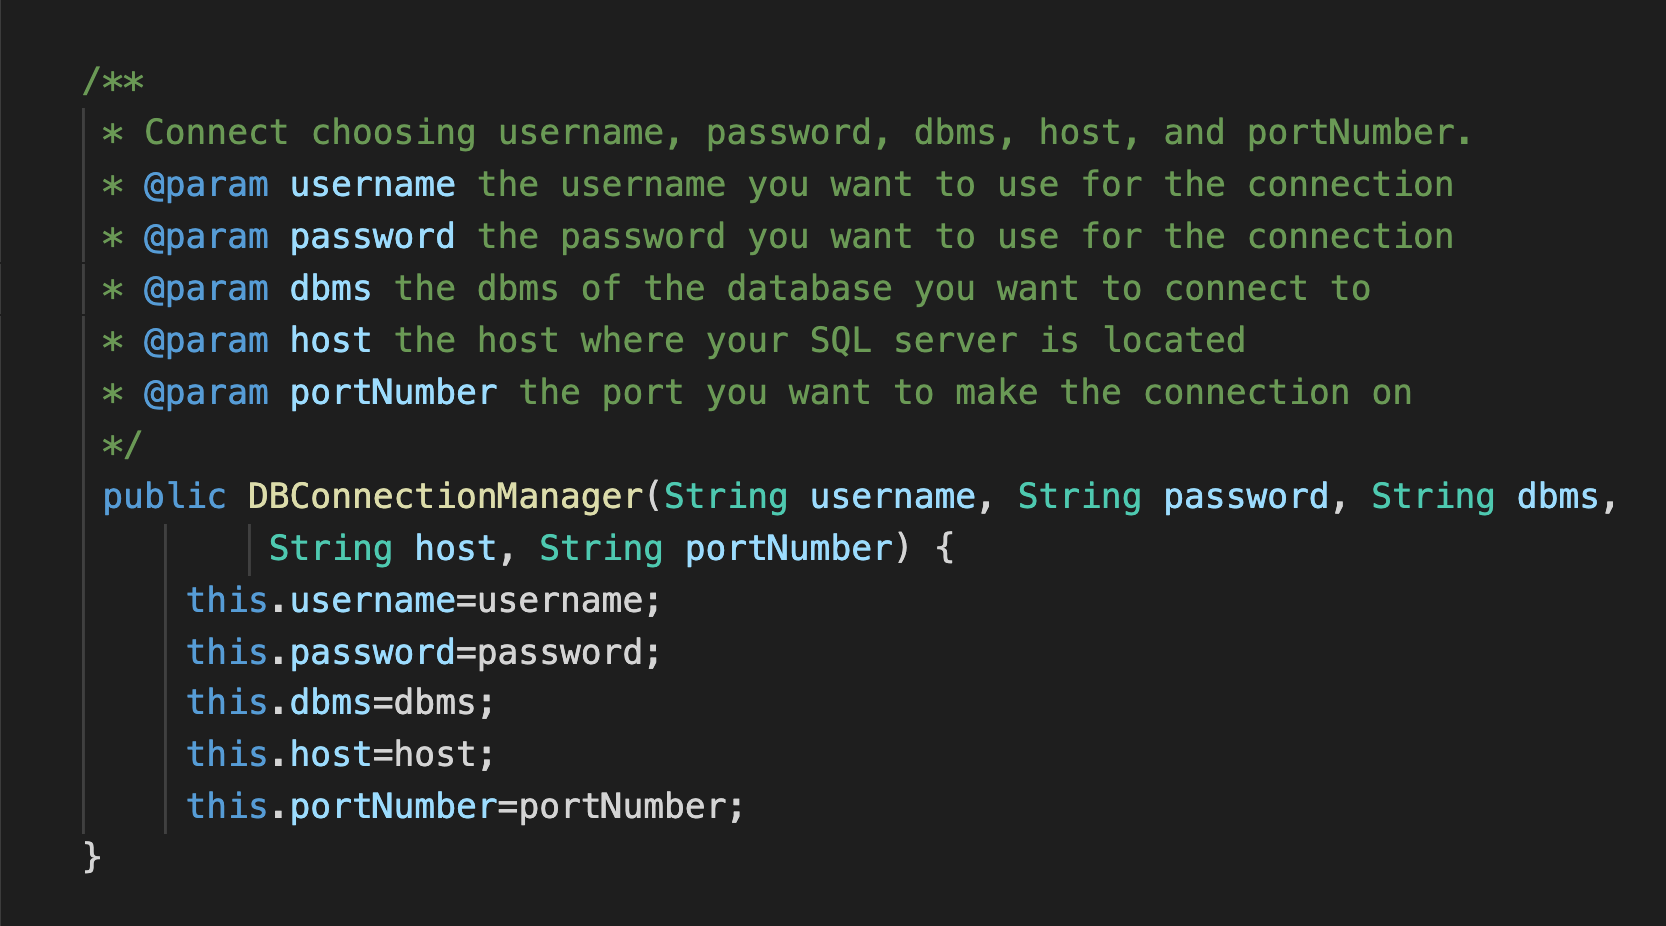 /**
* Connect choosing username, password, dbms, host, and portNumber.
* @param username the username you want to use for the connection
* @param password the password you want to use for the connection
* @param dbms the dbms of the database you want to connect to
* @param host the host where your SQL server is located
* @param portNumber the port you want to make the connection on
*/
public DBConnectionManager(String username, String password, String dbms,
String host, String portNumber) {
this.username=username;
this.password=password;
this.dbms=dbms;
this.host=host;
this.portNumber=portNumber;
}